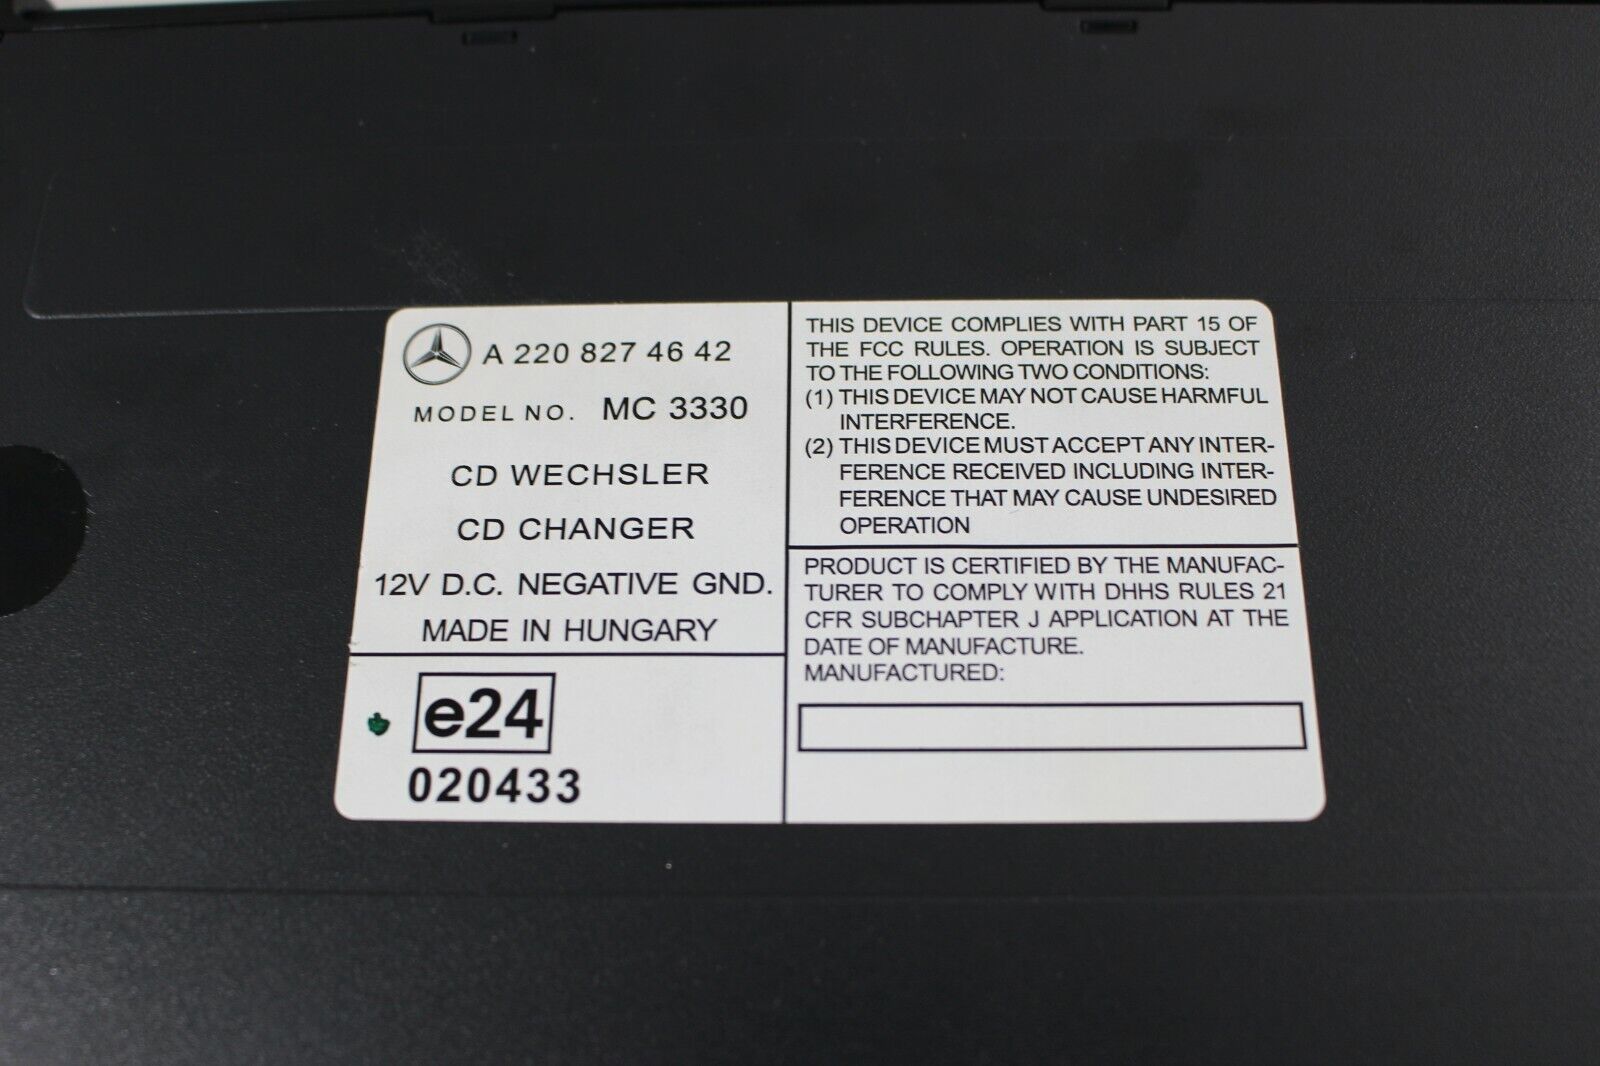 A 220 827 46 42
MODEL NO. MC 3330
CD WECHSLER
CD CHANGER
12V D.C. NEGATIVE GND.
MADE IN HUNGARY
e24
020433
THIS DEVICE COMPLIES WITH PART 15 OF
THE FCC RULES. OPERATION IS SUBJECT
TO THE FOLLOWING TWO CONDITIONS:
(1) THIS DEVICE MAY NOT CAUSE HARMFUL
INTERFERENCE.
(2) THIS DEVICE MUST ACCEPT ANY INTER-
FERENCE RECEIVED INCLUDING INTER-
FERENCE THAT MAY CAUSE UNDESIRED
OPERATION
PRODUCT IS CERTIFIED BY THE MANUFAC-
TURER TO COMPLY WITH DHHS RULES 21
CFR SUBCHAPTER J APPLICATION AT THE
DATE OF MANUFACTURE.
MANUFACTURED: